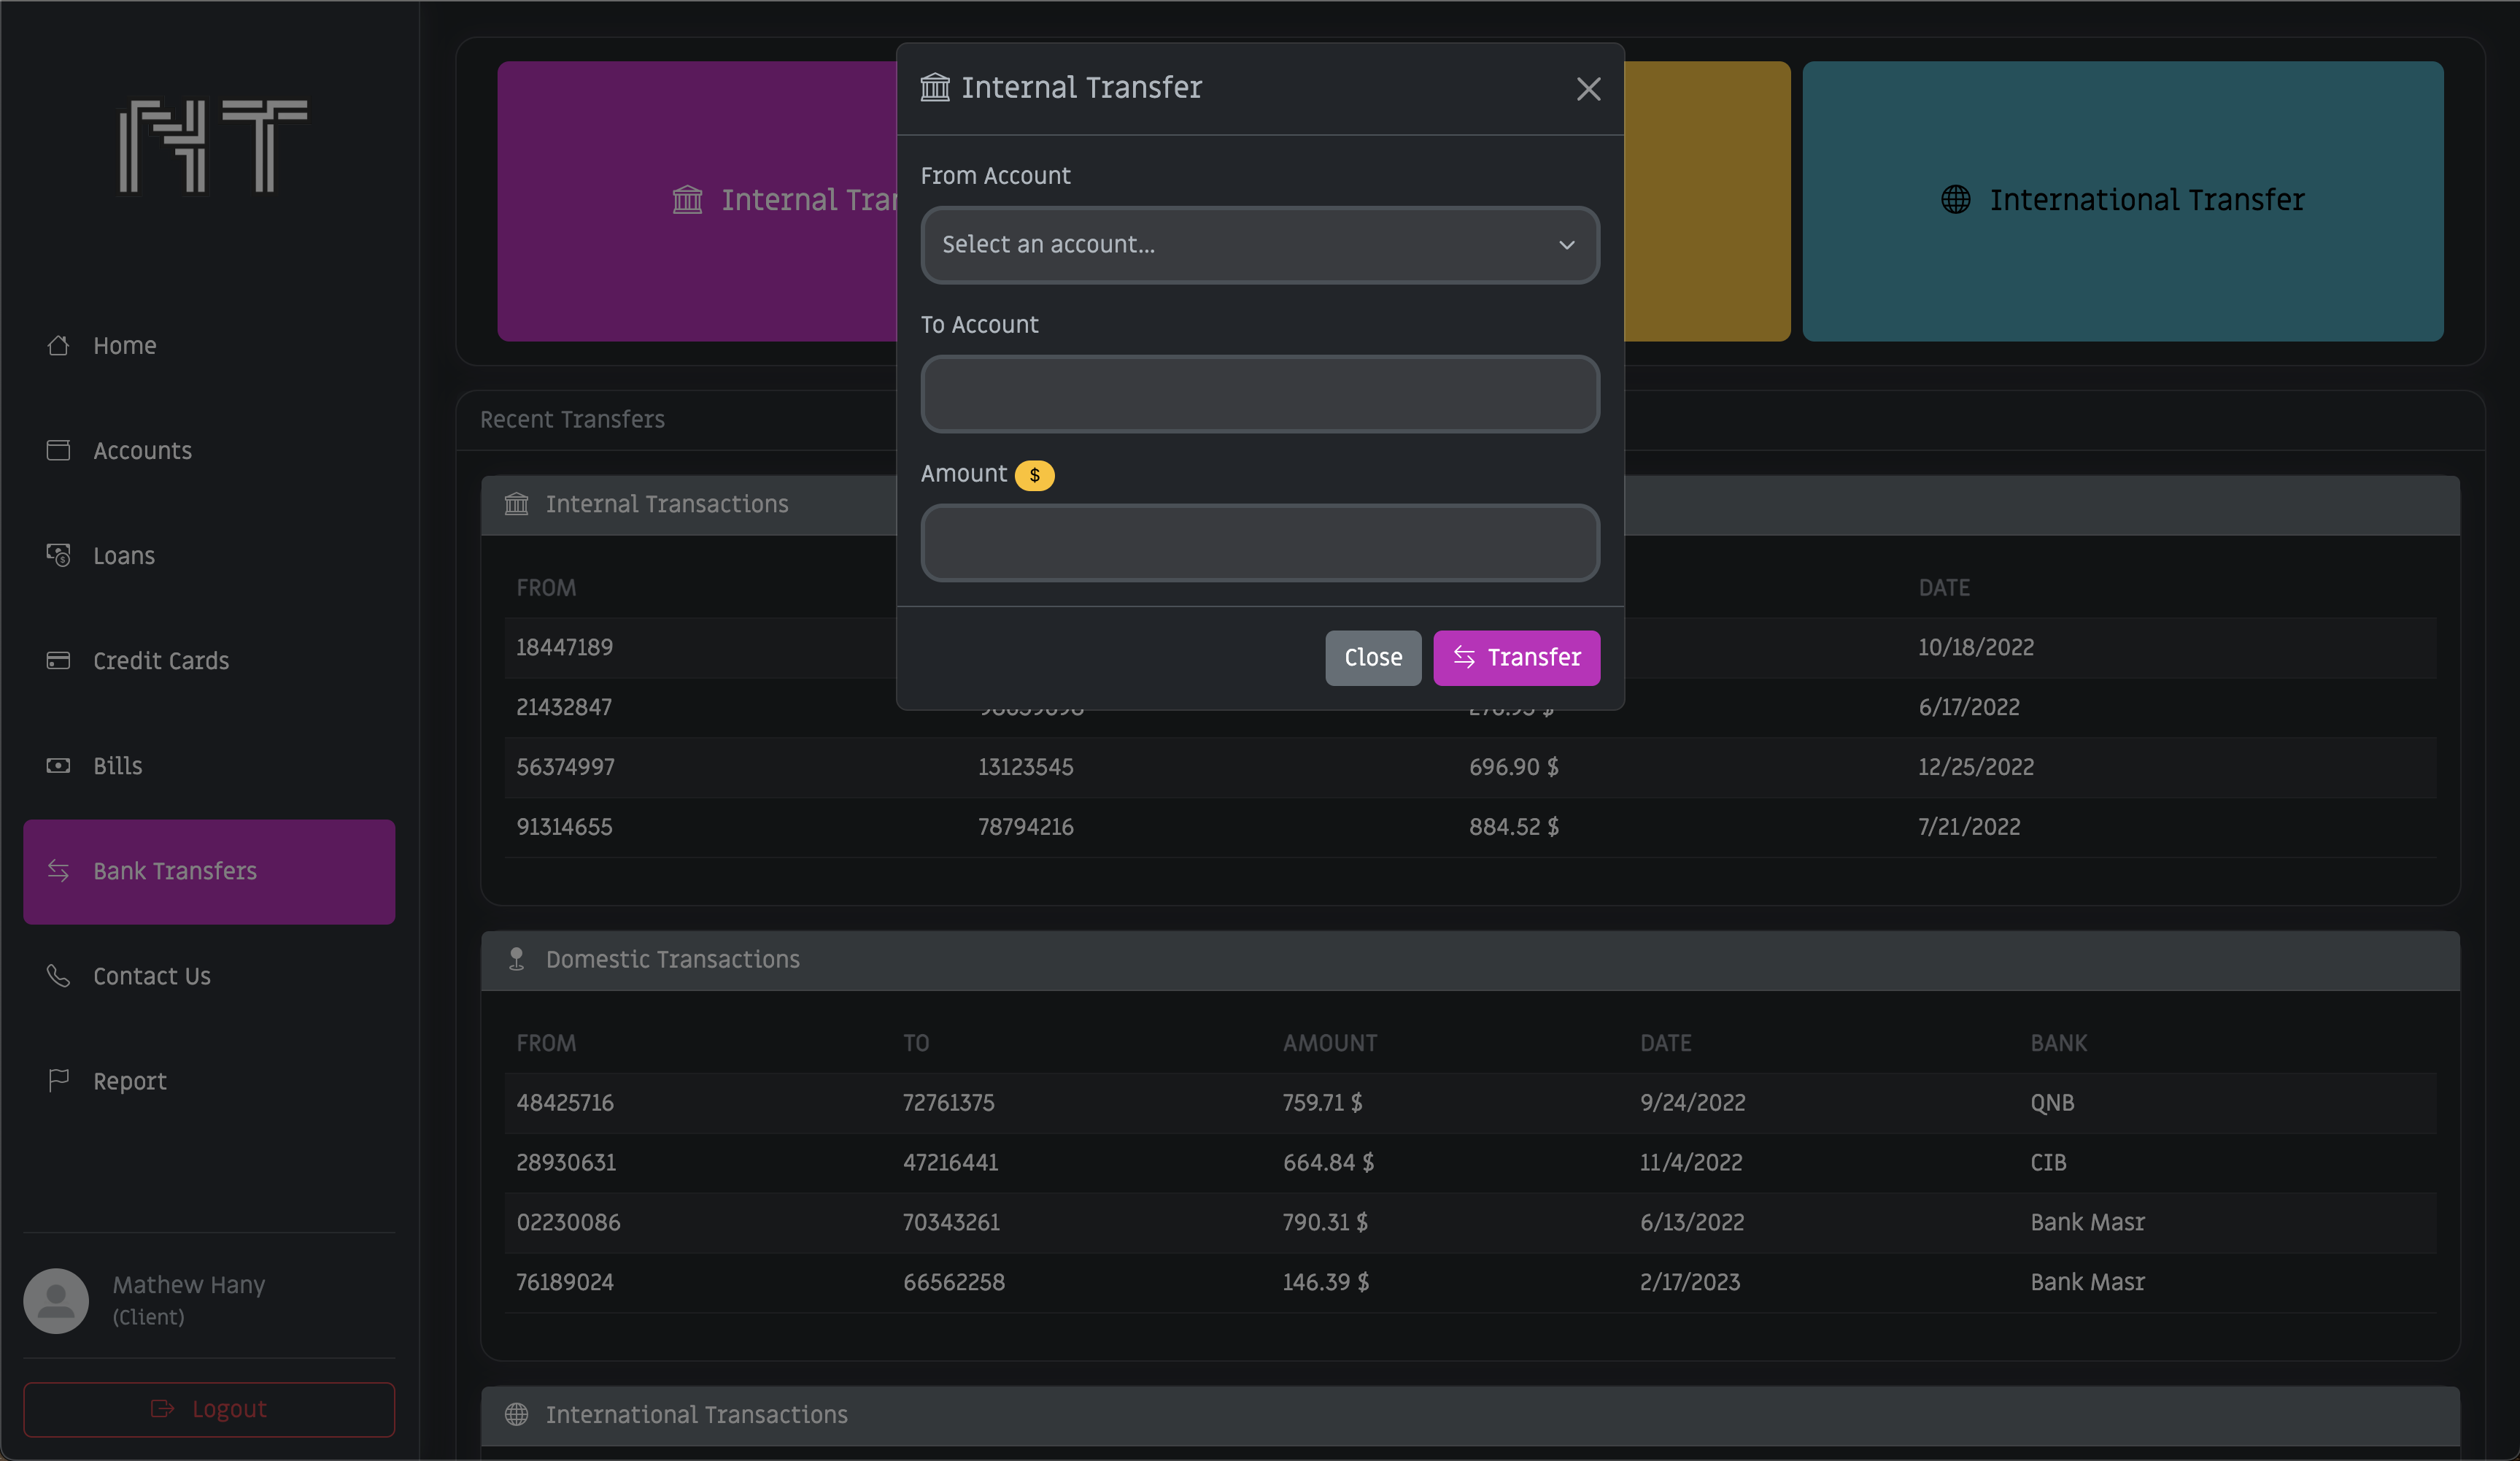 NT
Home
Accounts
Loans
Credit Cards
Bills
Bank Transfers
Contact Us
Report
Mathew Hany
(Client)
Logout
Internal Transfer
From Account
Select an account...
To Account
Amount $
Close
Transfer
Internal
International Transfer
Recent Transfers
Internal Transactions
FROM DATE
18447189 10/18/2022
21432847 6/17/2022
56374997 13123545 696.90 $ 12/25/2022
91314655 78794216 884.52 $ 7/21/2022
Domestic Transactions
FROM TO AMOUNT DATE BANK
48425716 72761375 759.71 $ 9/24/2022 QNB
28930631 47216441 664.84 $ 11/4/2022 CIB
02230086 70343261 790.31 $ 6/13/2022 Bank Masr
76189024 66562258 146.39 $ 2/17/2023 Bank Masr
International Transactions